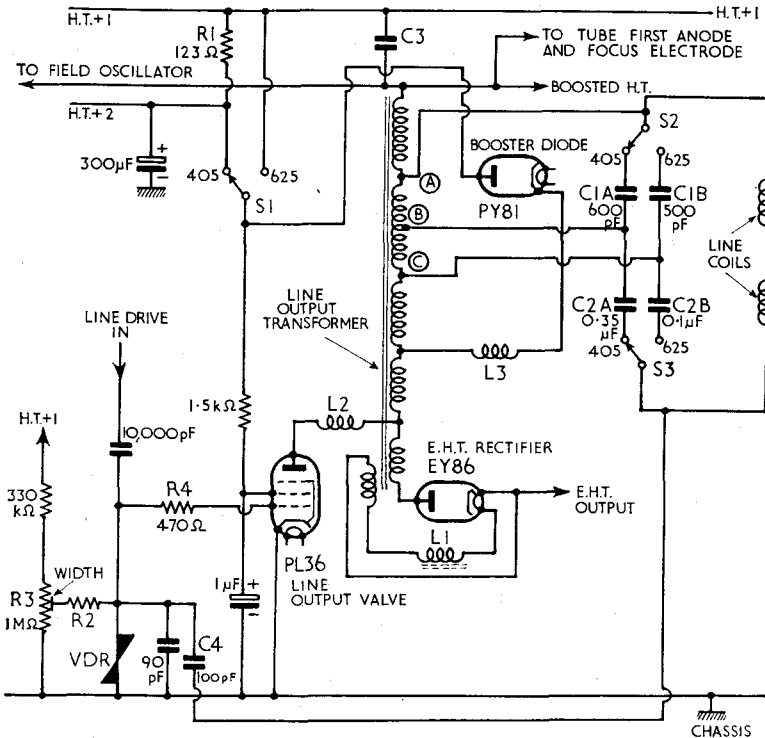 H.T.+1
H.T.+1
R1
123Ω
C3
TO TUBE FIRST ANODE
AND FOCUS ELECTRODE
TO FIELD OSCILLATOR
BOOSTED H.T.
H.T.+2
+
300µF
-
405
625
S1
A
B
C
BOOSTER DIODE
PY81
S2
405
625
C1A
600
pF
C1B
500
pF
LINE
COILS
C2A
0·35
µF
C2B
0·1µF
405
625
S3
LINE
OUTPUT
TRANSFORMER
LINE DRIVE
IN
L3
L2
1·5kΩ
H.T.+1
10,000pF
E.H.T. RECTIFIER
EY86
330
kΩ
R4
470Ω
E.H.T.
OUTPUT
L1
PL36
LINE
OUTPUT VALVE
WIDTH
R3
1MΩ
R2
1µF
+
-
VDR
90
pF
C4
100pF
CHASSIS